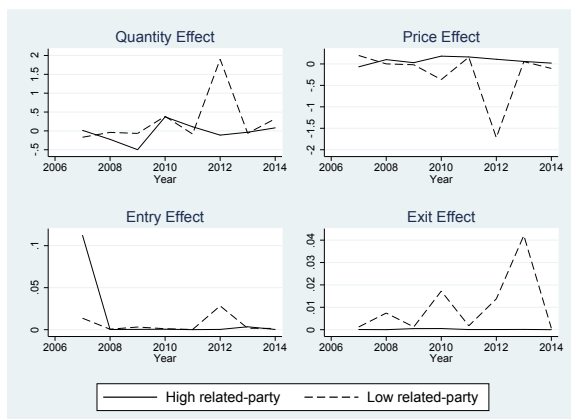 Quantity Effect
-.5 0 .5 1 1.5 2
2006 2008 2010 2012 2014
Year
Price Effect
-2 -1.5 -1 -.5 0
2006 2008 2010 2012 2014
Year
Entry Effect
0 .05 .1
2006 2008 2010 2012 2014
Year
Exit Effect
0 .01 .02 .03 .04
2006 2008 2010 2012 2014
Year
High related-party
Low related-party